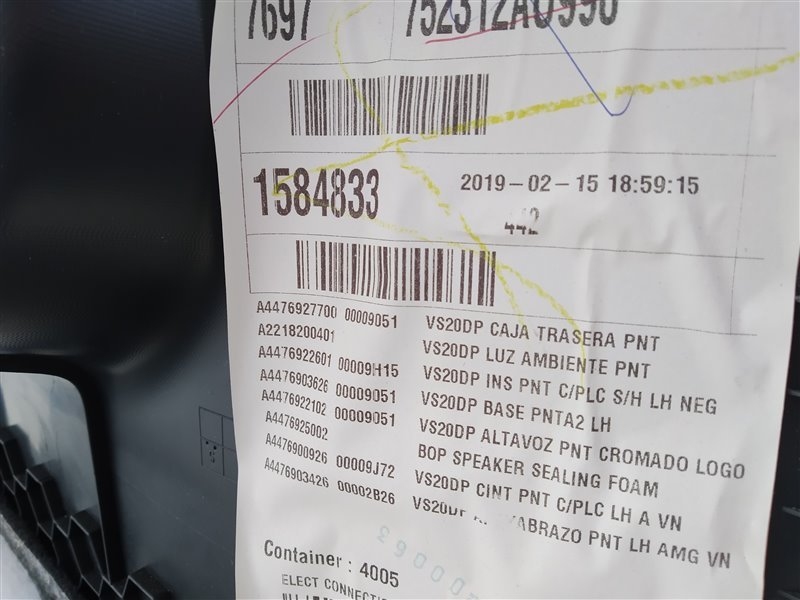 7697 752312A0996
1584833 2019-02-15 18:59:15
442
A4476927700 00009051 VS20DP CAJA TRASERA PNT
A2218200401 VS20DP LUZ AMBIENTE PNT
A4476922601 00009H15 VS20DP INS PNT C/PLC S/H LH NEG
A4476903626 00009051 VS20DP BASE PNTA2 LH
A4476922102 00009051 VS20DP ALTAVOZ PNT CROMADO LOGO
A4476925002 BOP SPEAKER SEALING FOAM
A4476900926 00009J72 VS20DP CINT PNT C/PLC LH A VN
A4476903426 00002B26 VS20DP PNT LH AMG VN
Container : 4005
ELECT